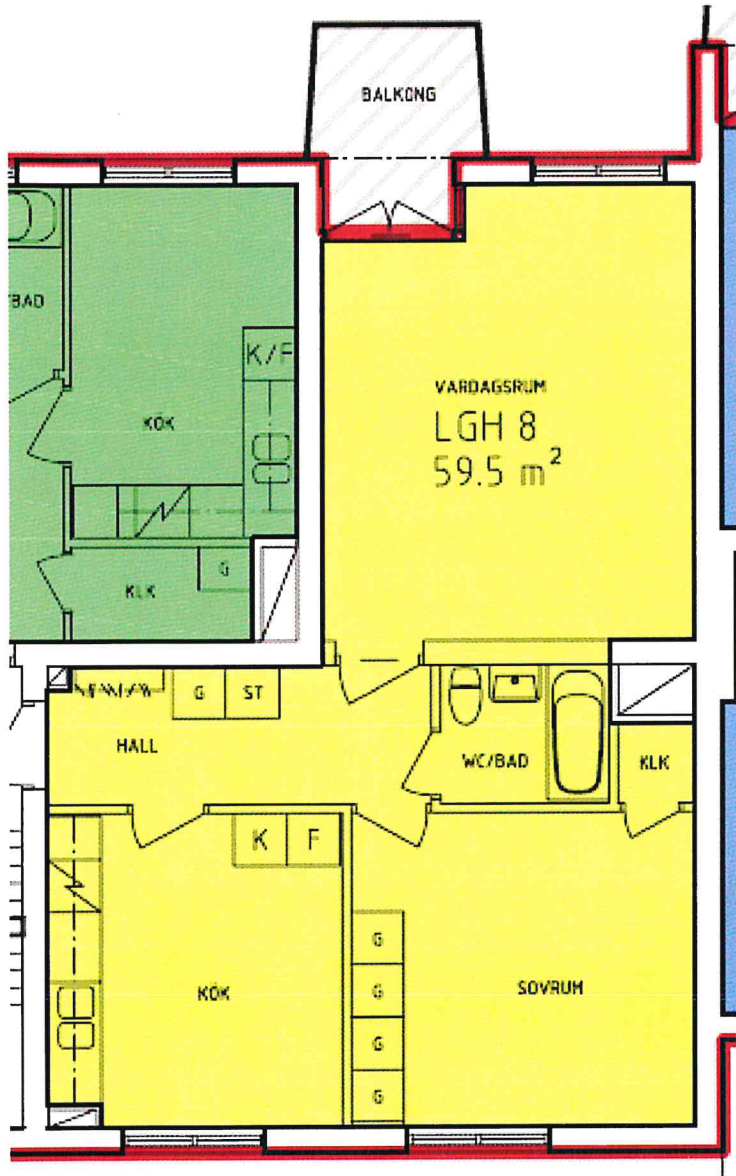 BALKONG
BAD
K/F
KÖK
KLK
G
VARDAGSRUM
LGH 8
59.5 m²
G
ST
HALL
WC/BAD
KLK
K
F
KÖK
G
G
G
G
SOVRUM